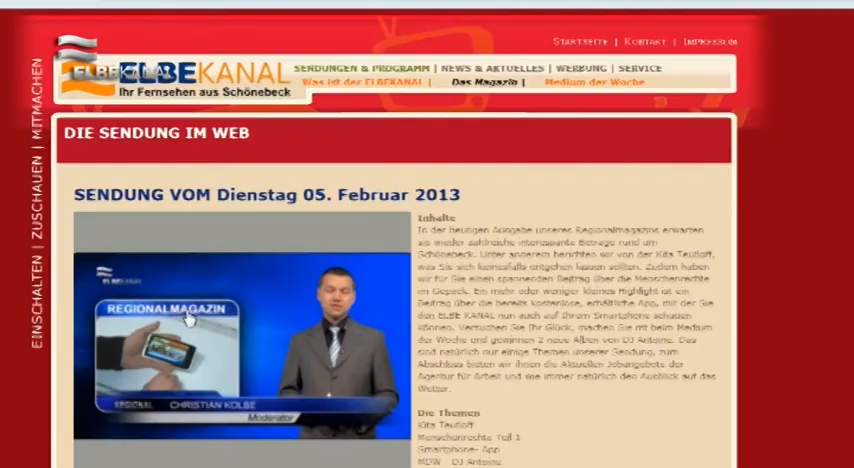 STARTSEITE | KONTAKT | IMPRESSUM
ELBEKANAL
Ihr Fernsehen aus Schönebeck
SENDUNGEN & PROGRAMM | NEWS & AKTUELLES | WERBUNG | SERVICE
Was ist der ELBEKANAL | Das Magazin | Medium der Woche
EINSCHALTEN | ZUSCHAUEN | MITMACHEN
DIE SENDUNG IM WEB
SENDUNG VOM Dienstag 05. Februar 2013
ELBEKANAL
REGIONALMAGAZIN
REGIONAL CHRISTIAN KOLBE
Moderator
Inhalte
In der heutigen Ausgabe unseres Regionalmagazins erwarten
sie wieder zahlreiche interessante Beiträge rund um
Schönebeck. Unter anderem berichten wir von der Kita Teutloff,
was Sie sich keinesfalls entgehen lassen sollten. Zudem haben
wir für Sie einen spannenden Beitrag über die Menschenrechte
im Gepäck. Ein mehr oder weniger kleines Highlight ist ein
Beitrag über die bereits kostenlose, erhältliche App, mit der Sie
den ELBE KANAL nun auch auf Ihrem Smartphone schauen
können. Versuchen Sie Ihr Glück, machen Sie mit beim Medium
der Woche und gewinnen 2 neue Alben von DJ Antoine. Das
sind natürlich nur einige Themen unserer Sendung, zum
Abschluss bieten wir ihnen die Aktuellen Jobangebote der
Agentur für Arbeit und wie immer natürlich den Ausblick auf das
Wetter.
Die Themen
Kita Teutloff
Menschenrechte Teil 1
Smartphone- App
MDW - DJ Antoine